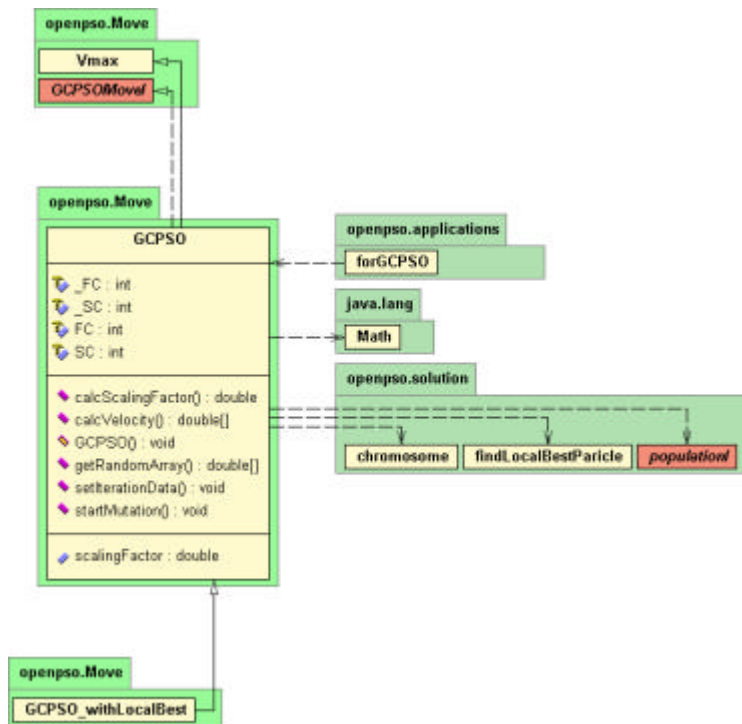 openpso.Move
Vmax
GCPSOMoveI
openpso.Move
GCPSO
_FC : int
_SC : int
FC : int
SC : int
calcScalingFactor() : double
calcVelocity() : double[]
GCPSO() : void
getRandomArray() : double[]
setIterationData() : void
startMutation() : void
scalingFactor : double
openpso.applications
forGCPSO
java.lang
Math
openpso.solution
chromosome
findLocalBestParicle
populationI
openpso.Move
GCPSO_withLocalBest